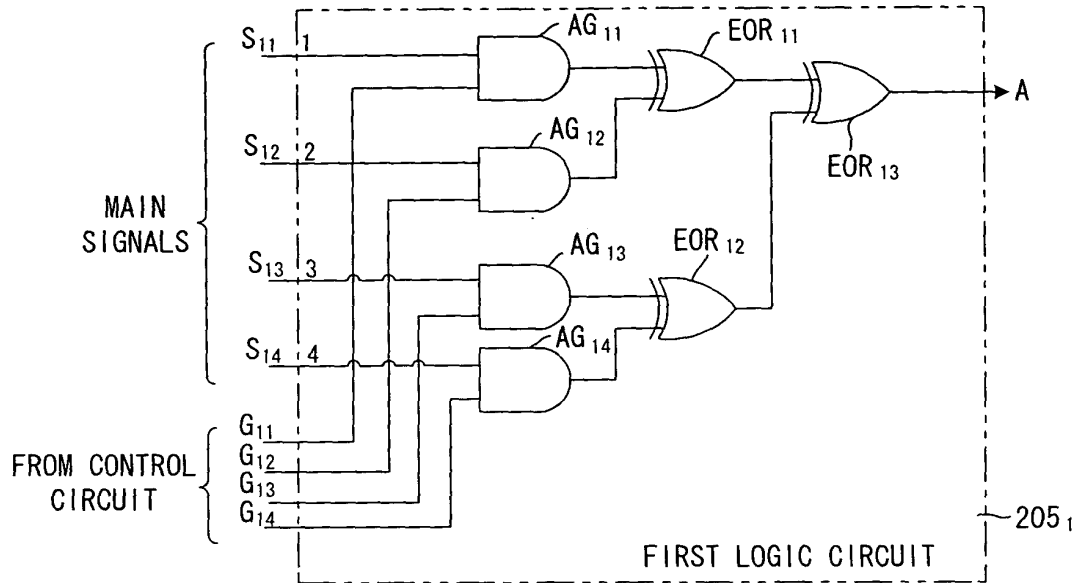 S11 1
AG11
EOR11
A
S12 2
AG12
EOR13
MAIN
SIGNALS
S13 3
AG13
EOR12
S14 4
AG14
G11
G12
G13
G14
FROM CONTROL
CIRCUIT
2051
FIRST LOGIC CIRCUIT